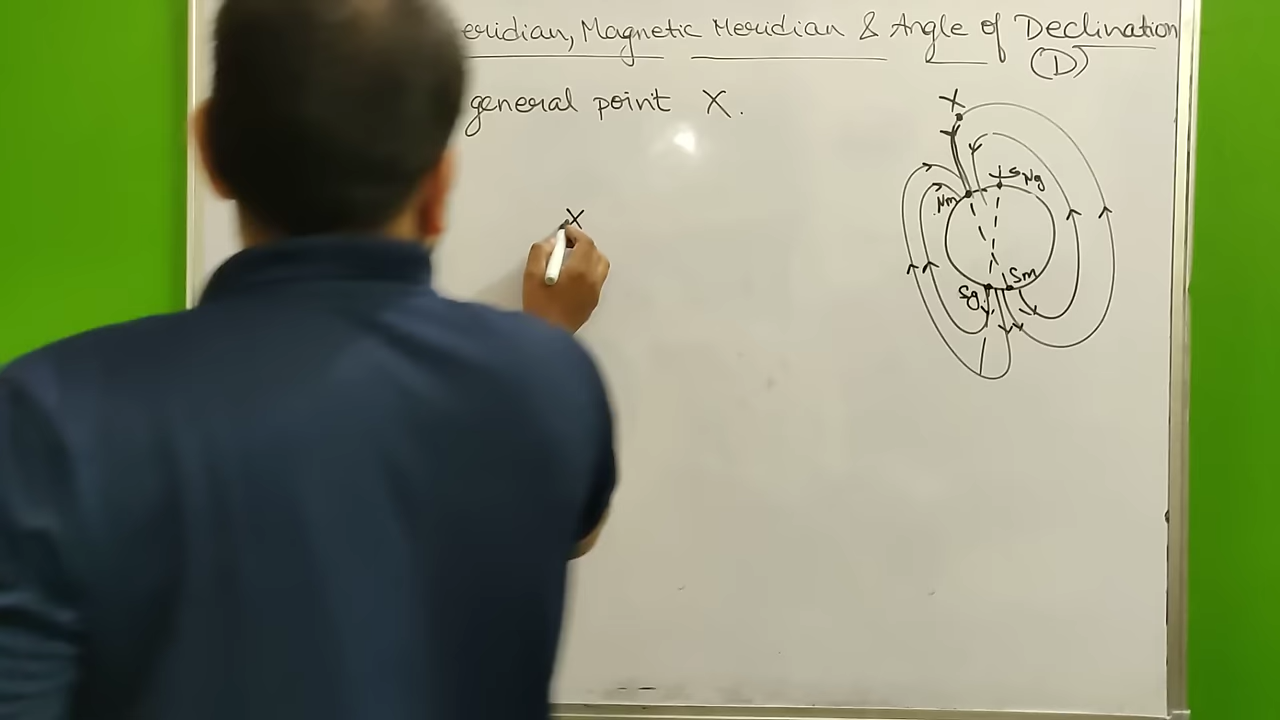 eridian, Magnetic Meridian & Angle of Declination
(D)
general point X.
X
X
S Ng
Nm
Sm
Sg